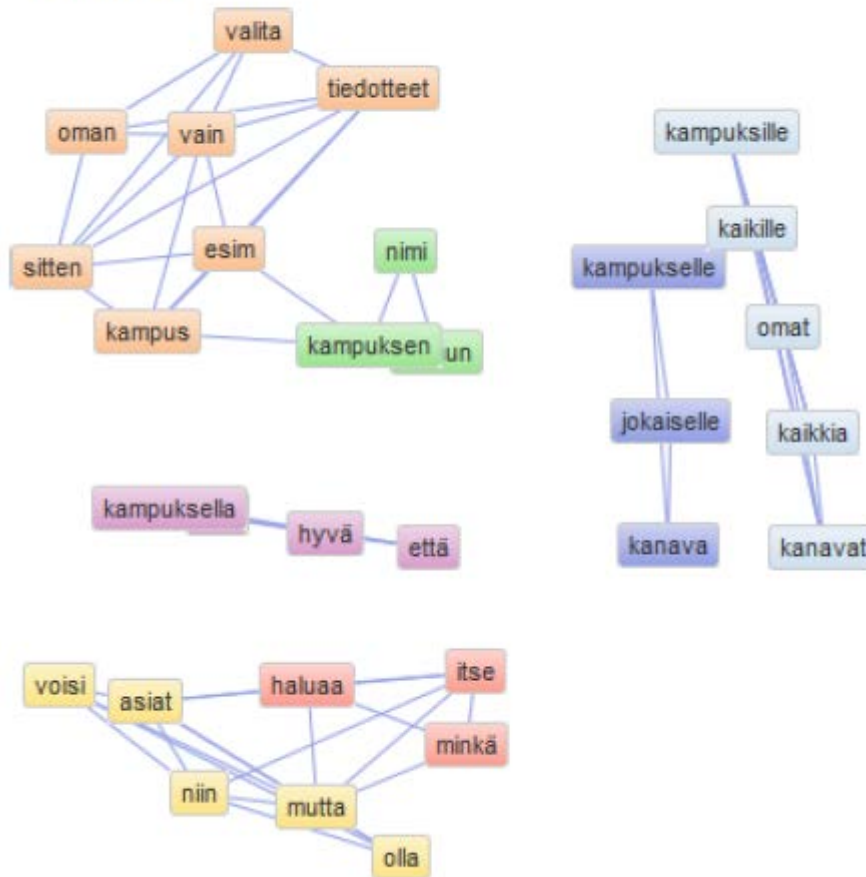 valita
tiedotteet
oman
vain
sitten
esim
kampus
nimi
kampuksen
un
kampuksille
kaikille
kampukselle
omat
jokaiselle
kaikkia
kanava
kanavat
kampuksella
hyvä
että
voisi
asiat
haluaa
itse
minkä
niin
mutta
olla